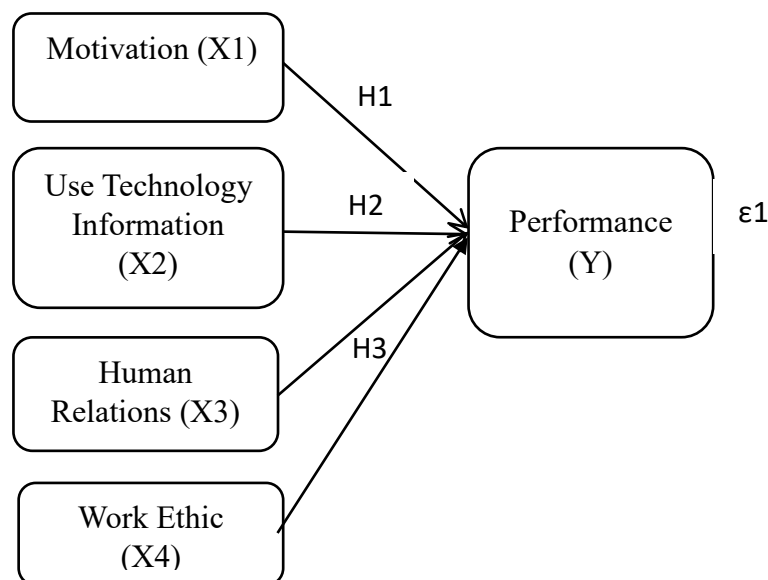 Motivation (X1)
H1
Use Technology
Information
(X2)
H2
Performance
(Y)
ε1
H3
Human
Relations (X3)
Work Ethic
(X4)